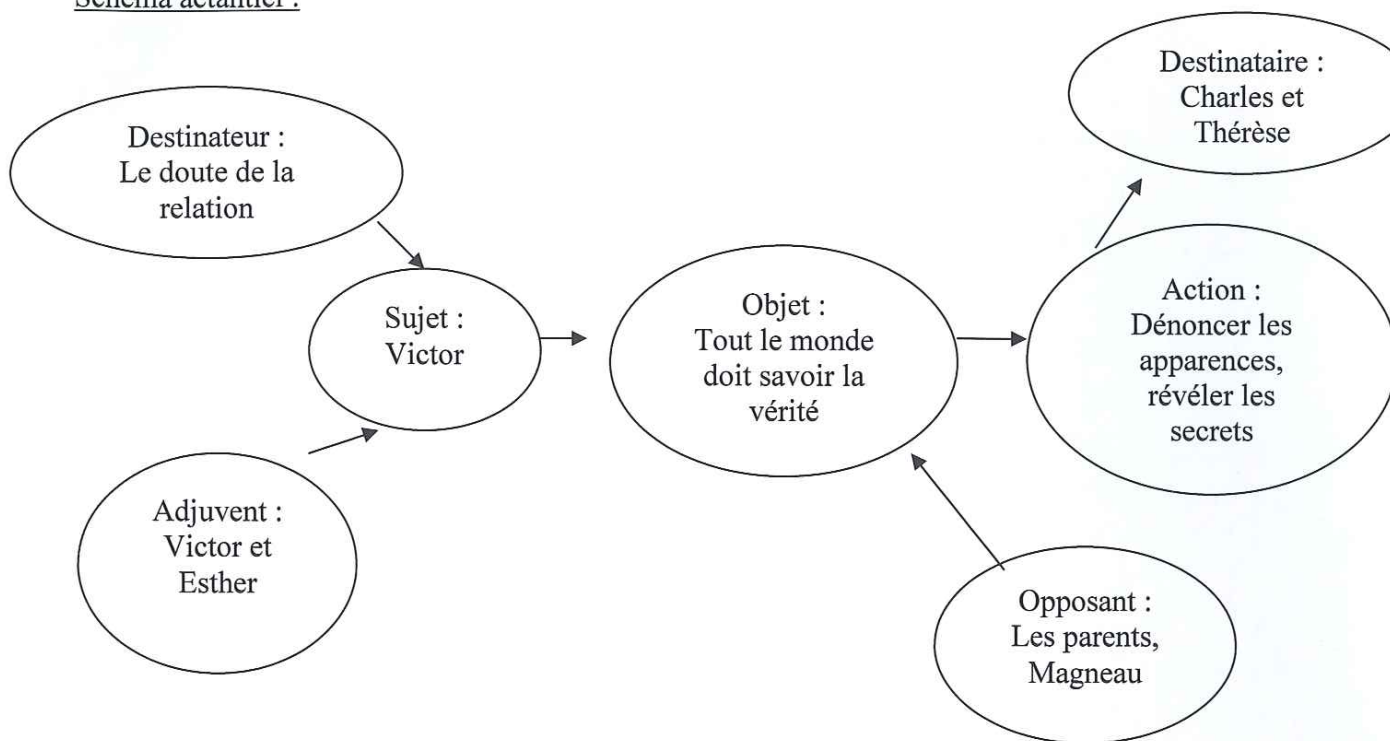 Schéma actantiel :
Destinateur :
Le doute de la
relation
Sujet :
Victor
Adjuvent :
Victor et
Esther
Objet :
Tout le monde
doit savoir la
vérité
Action :
Dénoncer les
apparences,
révéler les
secrets
Destinataire :
Charles et
Thérèse
Opposant :
Les parents,
Magneau